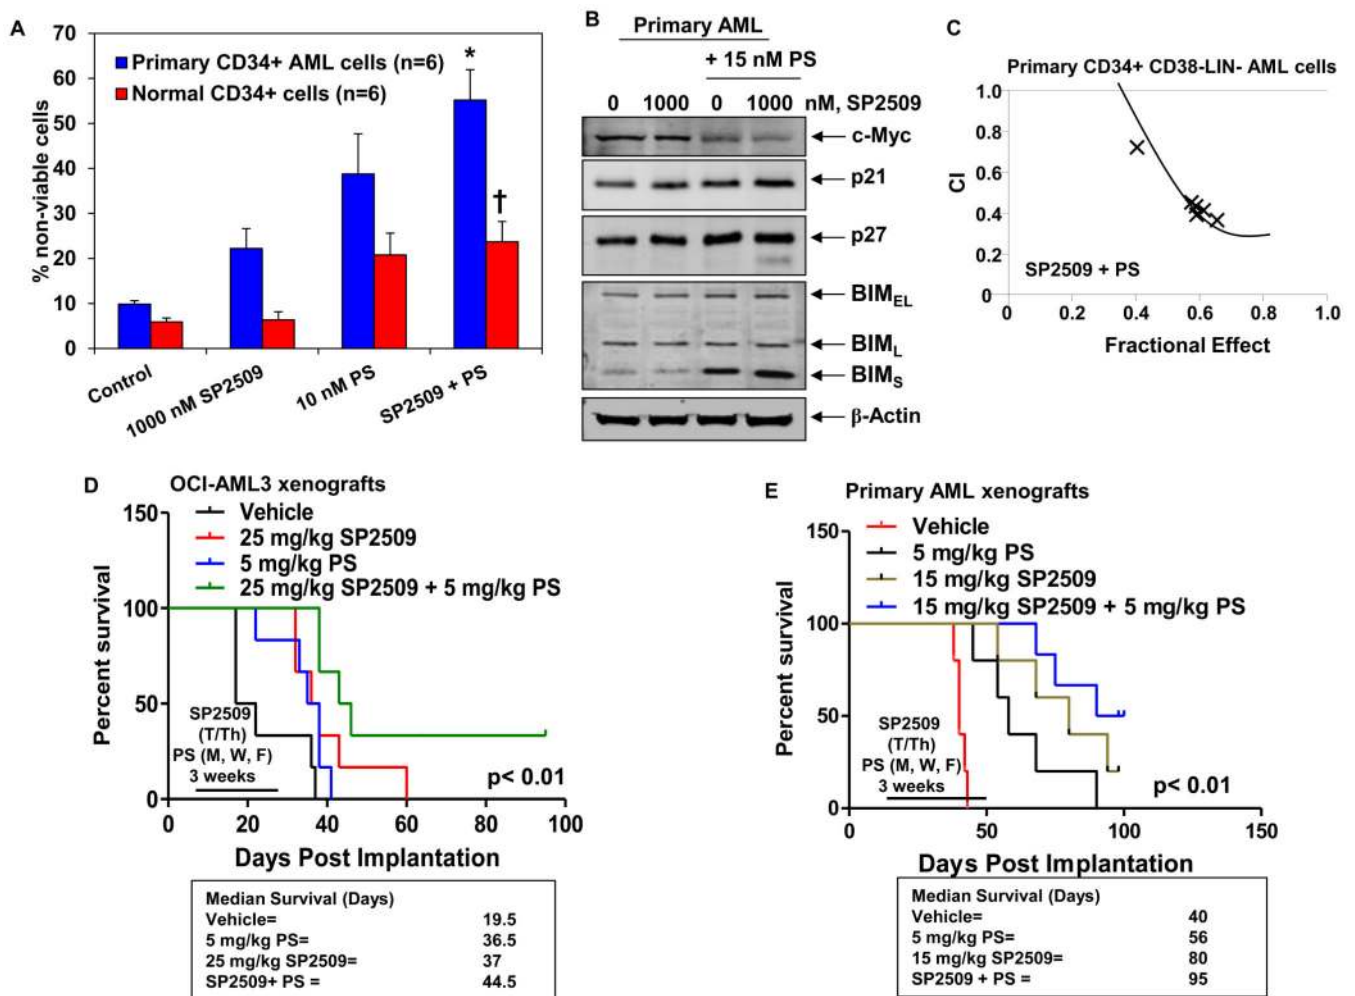 A
70
60
50
40
30
20
10
0
% non-viable cells
Primary CD34+ AML cells (n=6)
Normal CD34+ cells (n=6)
*
†
Control
1000 nM SP2509
10 nM PS
SP2509 + PS
B
Primary AML
+ 15 nM PS
0 1000 0 1000 nM, SP2509
c-Myc
p21
p27
BIMEL
BIML
BIMS
β-Actin
C
Primary CD34+ CD38-LIN- AML cells
1.0
0.8
0.6
0.4
0.2
0
CI
SP2509 + PS
0 0.2 0.4 0.6 0.8 1.0
Fractional Effect
D
OCI-AML3 xenografts
Vehicle
25 mg/kg SP2509
5 mg/kg PS
25 mg/kg SP2509 + 5 mg/kg PS
150
100
50
0
Percent survival
SP2509
(T/Th)
PS (M, W, F)
3 weeks
p< 0.01
0 20 40 60 80 100
Days Post Implantation
Median Survival (Days)
Vehicle= 19.5
5 mg/kg PS= 36.5
25 mg/kg SP2509= 37
SP2509+ PS = 44.5
E
Primary AML xenografts
Vehicle
5 mg/kg PS
15 mg/kg SP2509
15 mg/kg SP2509 + 5 mg/kg PS
150
100
50
0
Percent survival
SP2509
(T/Th)
PS (M, W, F)
3 weeks
p< 0.01
0 50 100 150
Days Post Implantation
Median Survival (Days)
Vehicle= 40
5 mg/kg PS= 56
15 mg/kg SP2509= 80
SP2509 + PS = 95